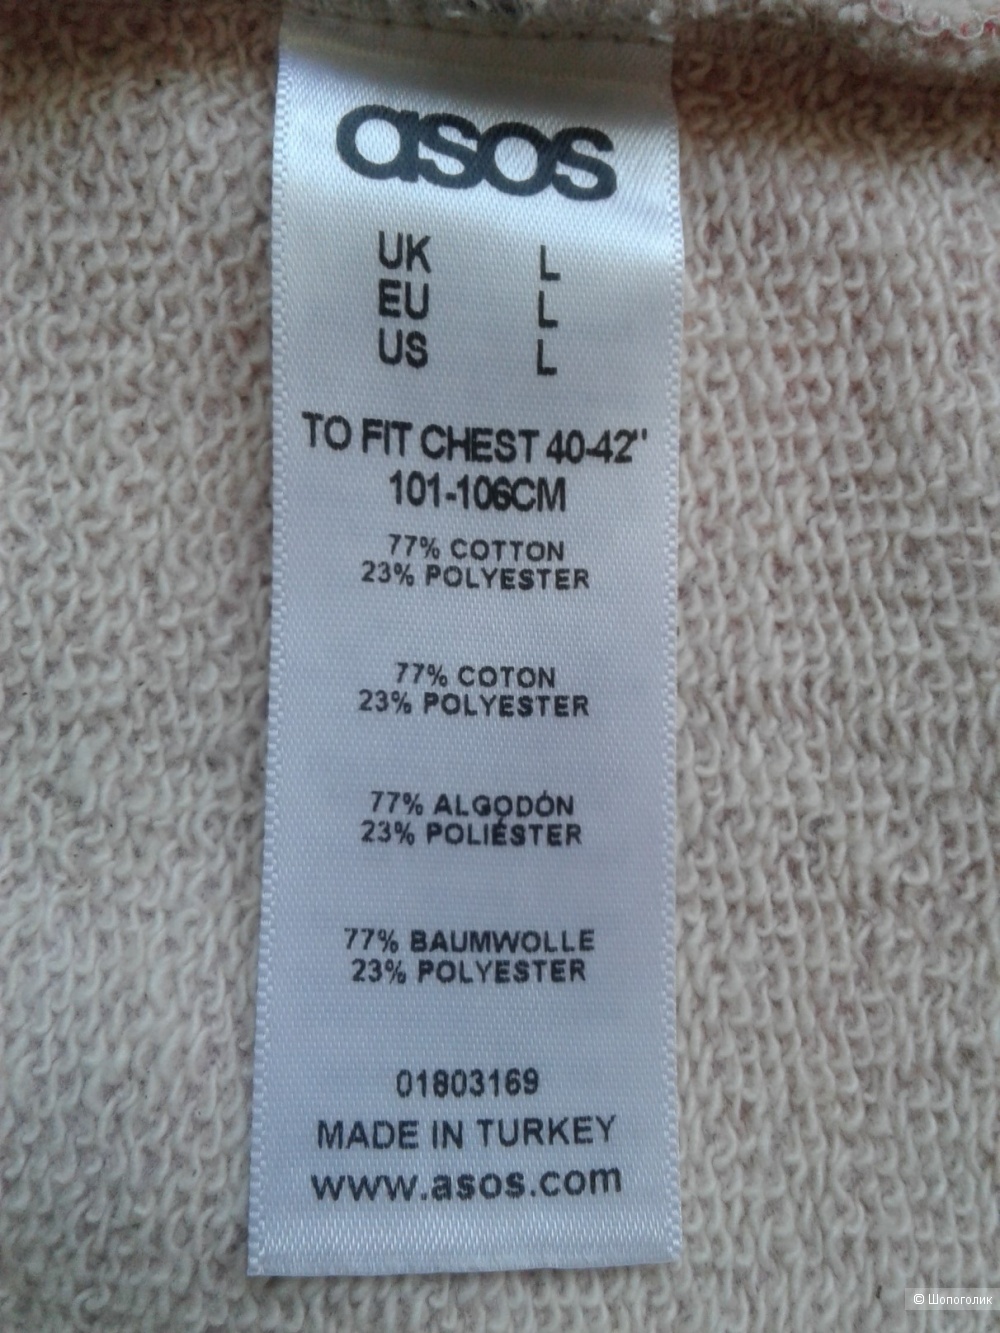 asos
UK L
EU L
US L
TO FIT CHEST 40-42"
101-106CM
77% COTTON
23% POLYESTER
77% COTON
23% POLYESTER
77% ALGODÓN
23% POLIÉSTER
77% BAUMWOLLE
23% POLYESTER
01803169
MADE IN TURKEY
www.asos.com
© Шопоголик